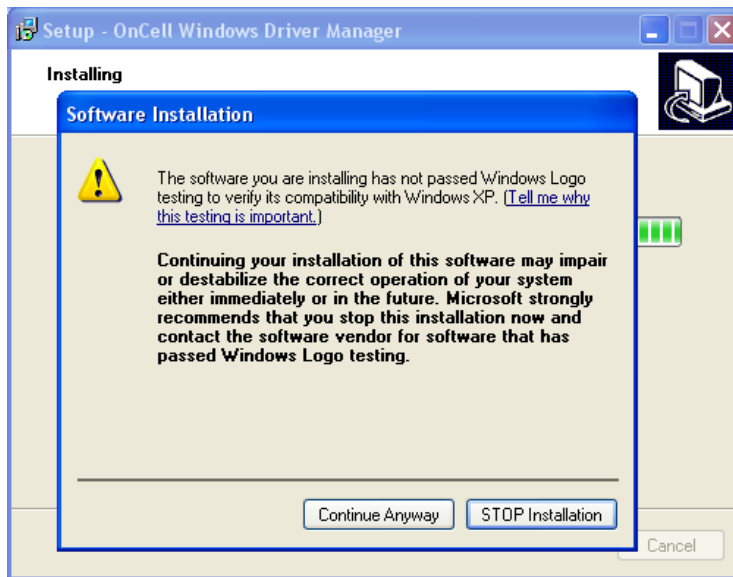 Setup - OnCell Windows Driver Manager
Installing
Software Installation
The software you are installing has not passed Windows Logo
testing to verify its compatibility with Windows XP. (Tell me why
this testing is important.)
Continuing your installation of this software may impair
or destabilize the correct operation of your system
either immediately or in the future. Microsoft strongly
recommends that you stop this installation now and
contact the software vendor for software that has
passed Windows Logo testing.
Continue Anyway
STOP Installation
Cancel